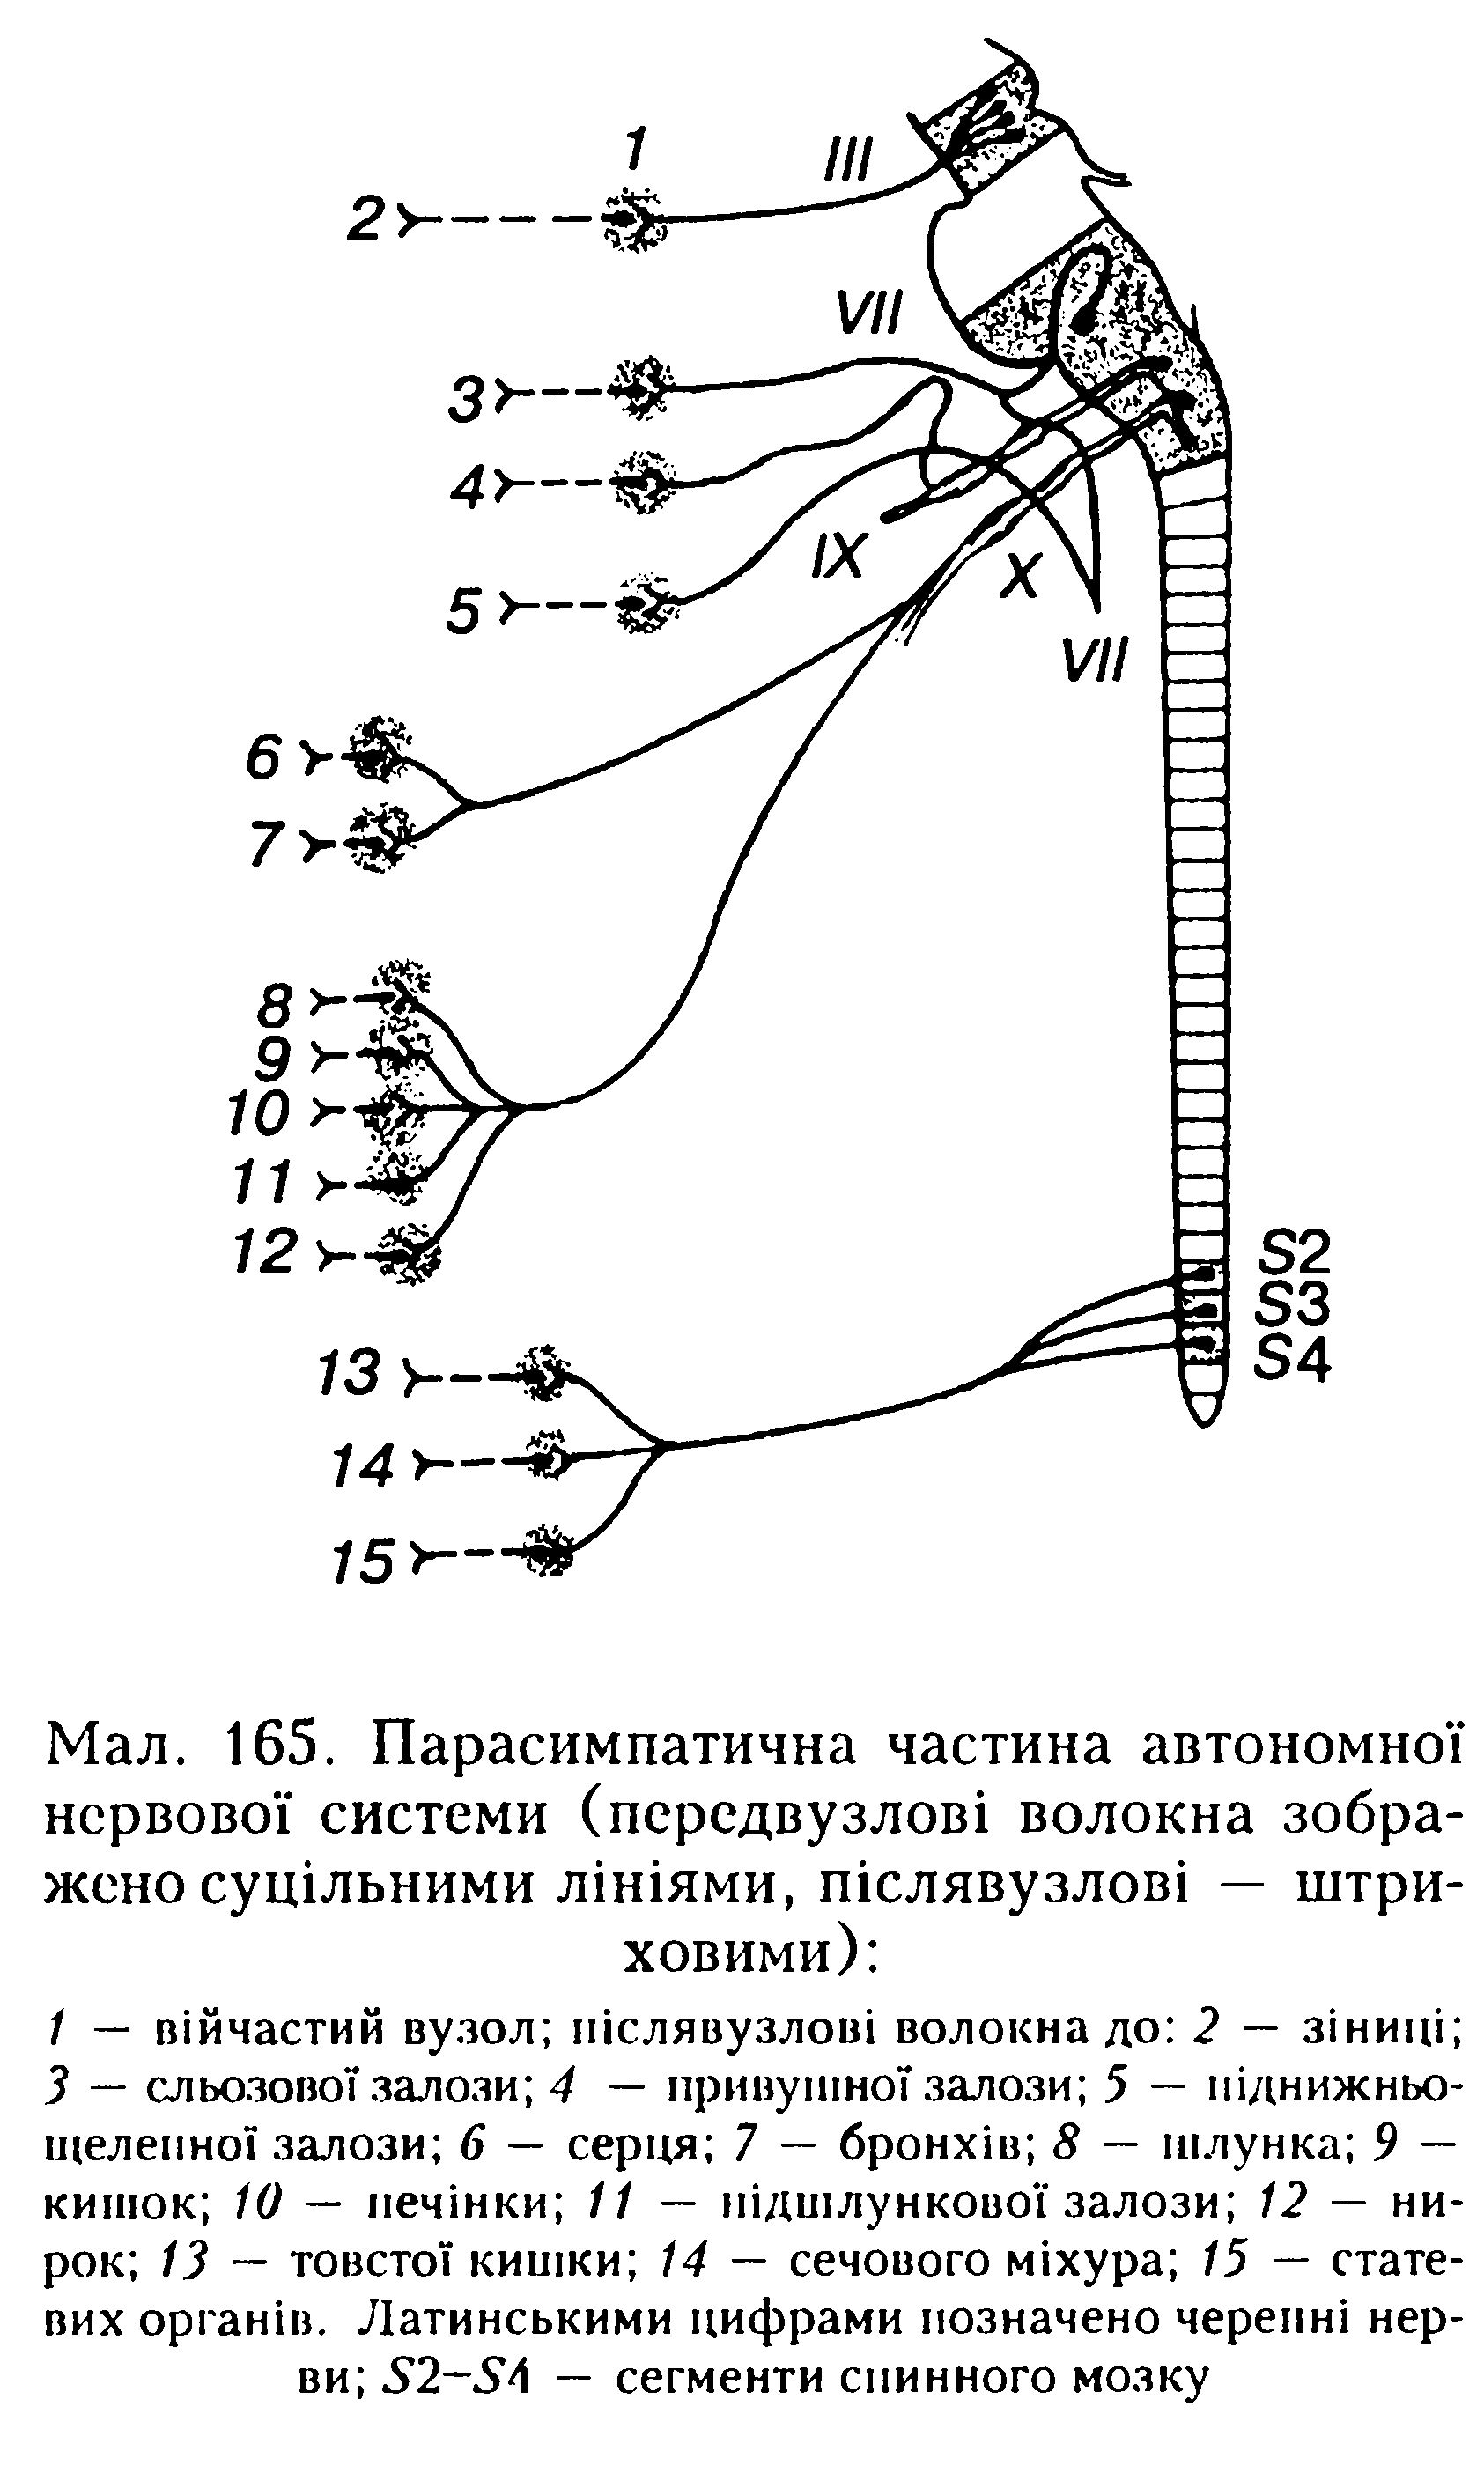 1
III
2
VII
3
4
IX
X
5
VII
6
7
8
9
10
11
12
S2
S3
S4
13
14
15
Мал. 165. Парасимпатична частина автономної
нервової системи (передвузлові волокна зобра-
жено суцільними лініями, післявузлові — штри-
ховими):
1 — війчастий вузол; післявузлові волокна до: 2 — зіниці;
3 — сльозової залози; 4 — привушної залози; 5 — піднижньо-
щелепної залози; 6 — серця; 7 — бронхів; 8 — шлунка; 9 —
кишок; 10 — печінки; 11 — підшлункової залози; 12 — ни-
рок; 13 — товстої кишки; 14 — сечового міхура; 15 — стате-
вих органів. Латинськими цифрами позначено черепні нер-
ви; S2—S4 — сегменти спинного мозку